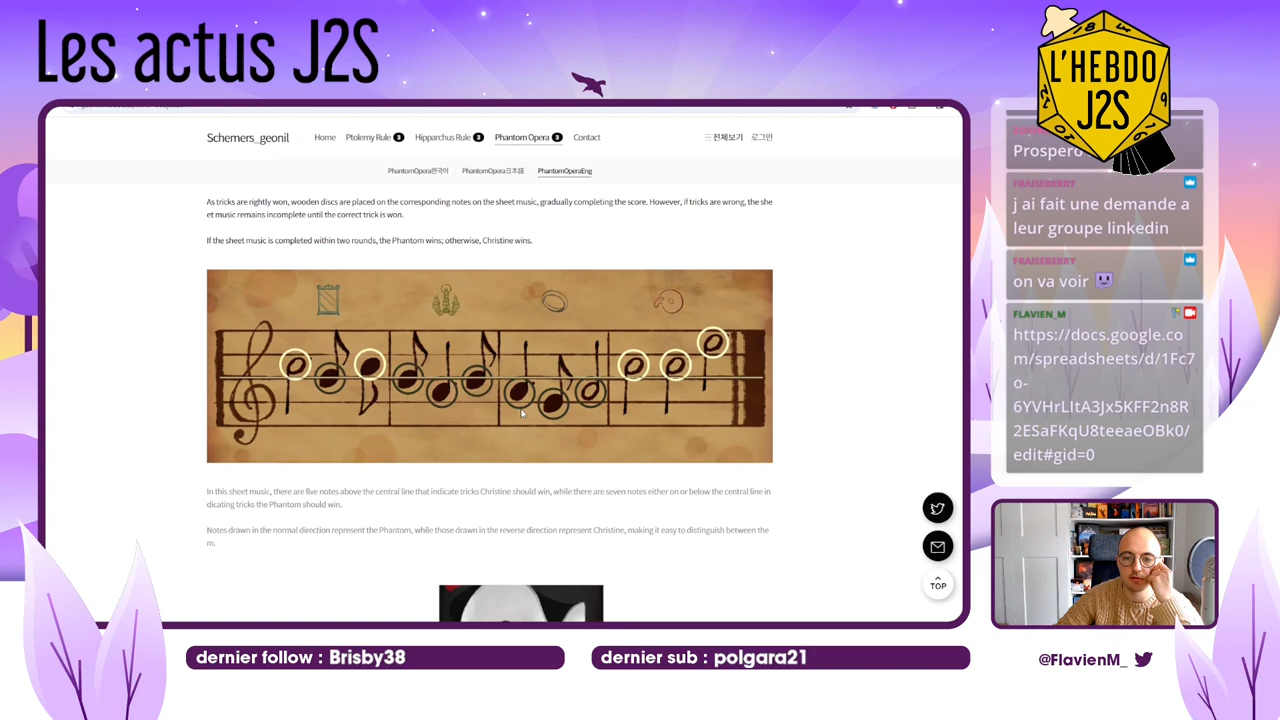 Les actus J2S
L'HEBDO
J2S
Schemers_geonil
Home
Ptolemy Rule 3
Hipparchus Rule 3
Phantom Opera 3
Contact
전체보기
로그인
PhantomOpera한국어
PhantomOpera日本語
PhantomOperaEng
As tricks are rightly won, wooden discs are placed on the corresponding notes on the sheet music, gradually completing the score. However, if tricks are wrong, the she
et music remains incomplete until the correct trick is won.
If the sheet music is completed within two rounds, the Phantom wins; otherwise, Christine wins.
In this sheet music, there are five notes above the central line that indicate tricks Christine should win, while there are seven notes either on or below the central line in
dicating tricks the Phantom should win.
Notes drawn in the normal direction represent the Phantom, while those drawn in the reverse direction represent Christine, making it easy to distinguish between the
m.
TOP
Prospero
FRAISEBERRY
j ai fait une demande a
leur groupe linkedin
FRAISEBERRY
on va voir
FLAVIEN_M
https://docs.google.co
m/spreadsheets/d/1Fc7
o-
6YVHrLItA3Jx5KFF2n8R
2ESaFKqU8teeaeOBk0/
edit#gid=0
dernier follow : Brisby38
dernier sub : polgara21
@FlavienM_